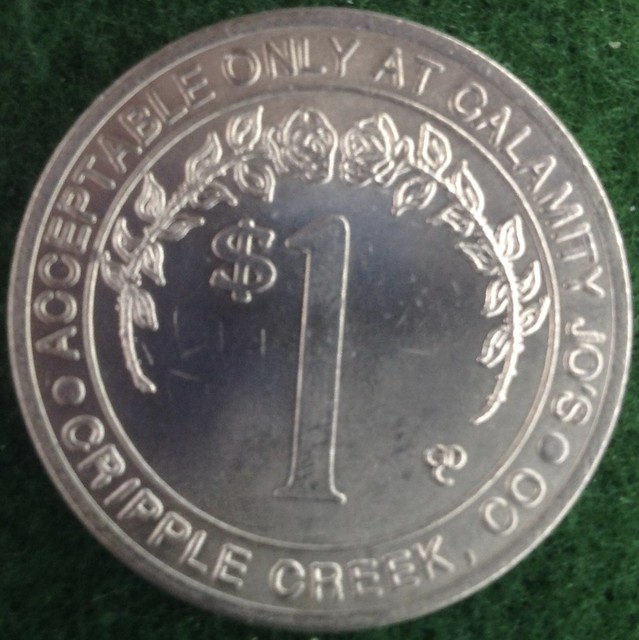 ACCEPTABLE ONLY AT CALAMITY JO'S
$1
CRIPPLE CREEK, CO